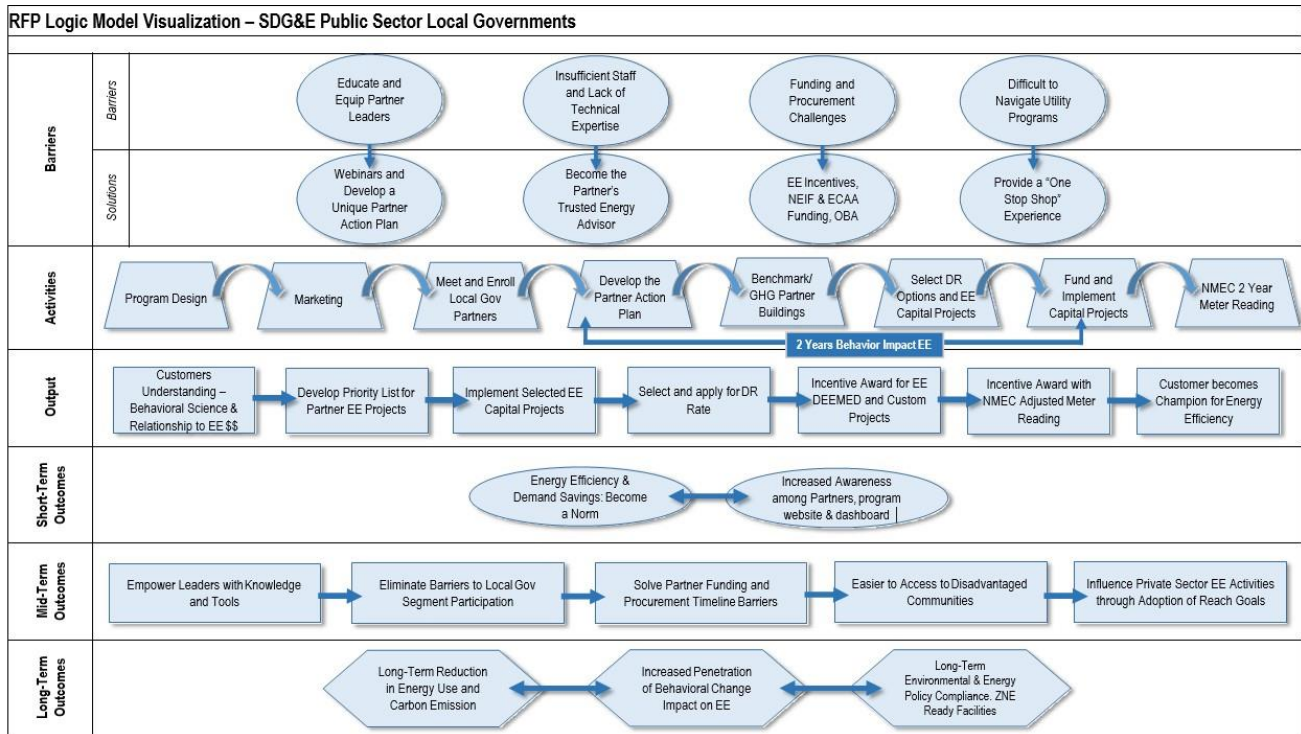 RFP Logic Model Visualization – SDG&E Public Sector Local Governments
Barriers
Barriers
Educate and
Equip Partner
Leaders
Insufficient Staff
and Lack of
Technical
Expertise
Funding and
Procurement
Challenges
Difficult to
Navigate Utility
Programs
Solutions
Webinars and
Develop a
Unique Partner
Action Plan
Become the
Partner's
Trusted Energy
Advisor
EE Incentives,
NEIF & ECAA
Funding, OBA
Provide a "One
Stop Shop"
Experience
Activities
Program Design
Marketing
Meet and Enroll
Local Gov
Partners
Develop the
Partner Action
Plan
Benchmark/
GHG Partner
Buildings
Select DR
Options and EE
Capital Projects
Fund and
Implement
Capital Projects
NMEC 2 Year
Meter Reading
2 Years Behavior Impact EE
Output
Customers
Understanding –
Behavioral Science &
Relationship to EE $$
Develop Priority List for
Partner EE Projects
Implement Selected EE
Capital Projects
Select and apply for DR
Rate
Incentive Award for EE
DEEMED and Custom
Projects
Incentive Award with
NMEC Adjusted Meter
Reading
Customer becomes
Champion for Energy
Efficiency
Short-Term
Outcomes
Energy Efficiency &
Demand Savings: Become
a Norm
Increased Awareness
among Partners, program
website & dashboard
Mid-Term
Outcomes
Empower Leaders with Knowledge
and Tools
Eliminate Barriers to Local Gov
Segment Participation
Solve Partner Funding and
Procurement Timeline Barriers
Easier to Access to Disadvantaged
Communities
Influence Private Sector EE Activities
through Adoption of Reach Goals
Long-Term
Outcomes
Long-Term Reduction
in Energy Use and
Carbon Emission
Increased Penetration
of Behavioral Change
Impact on EE
Long-Term
Environmental & Energy
Policy Compliance. ZNE
Ready Facilities